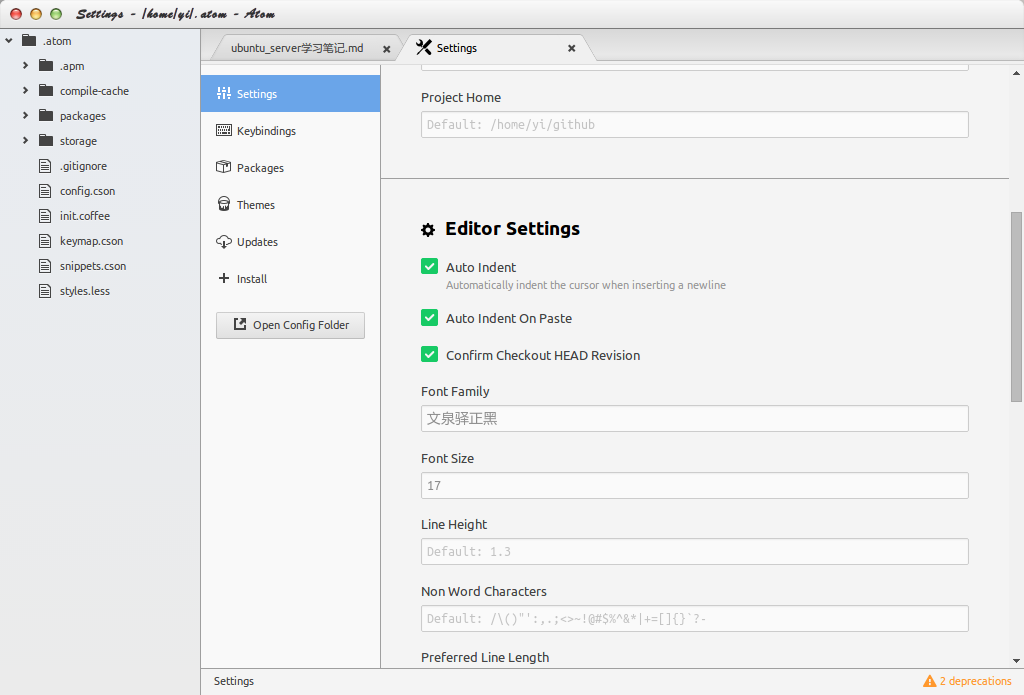 Settings - /home/yi/.atom - Atom
.atom
.apm
compile-cache
packages
storage
.gitignore
config.cson
init.coffee
keymap.cson
snippets.cson
styles.less
ubuntu_server学习笔记.md
Settings
Settings
Keybindings
Packages
Themes
Updates
Install
Open Config Folder
Project Home
Default: /home/yi/github
Editor Settings
Auto Indent
Automatically indent the cursor when inserting a newline
Auto Indent On Paste
Confirm Checkout HEAD Revision
Font Family
文泉驿正黑
Font Size
17
Line Height
Default: 1.3
Non Word Characters
Default: /\()"':,.;<>~!@#$%^&*|+=[]{}`?-
Preferred Line Length
Settings
2 deprecations